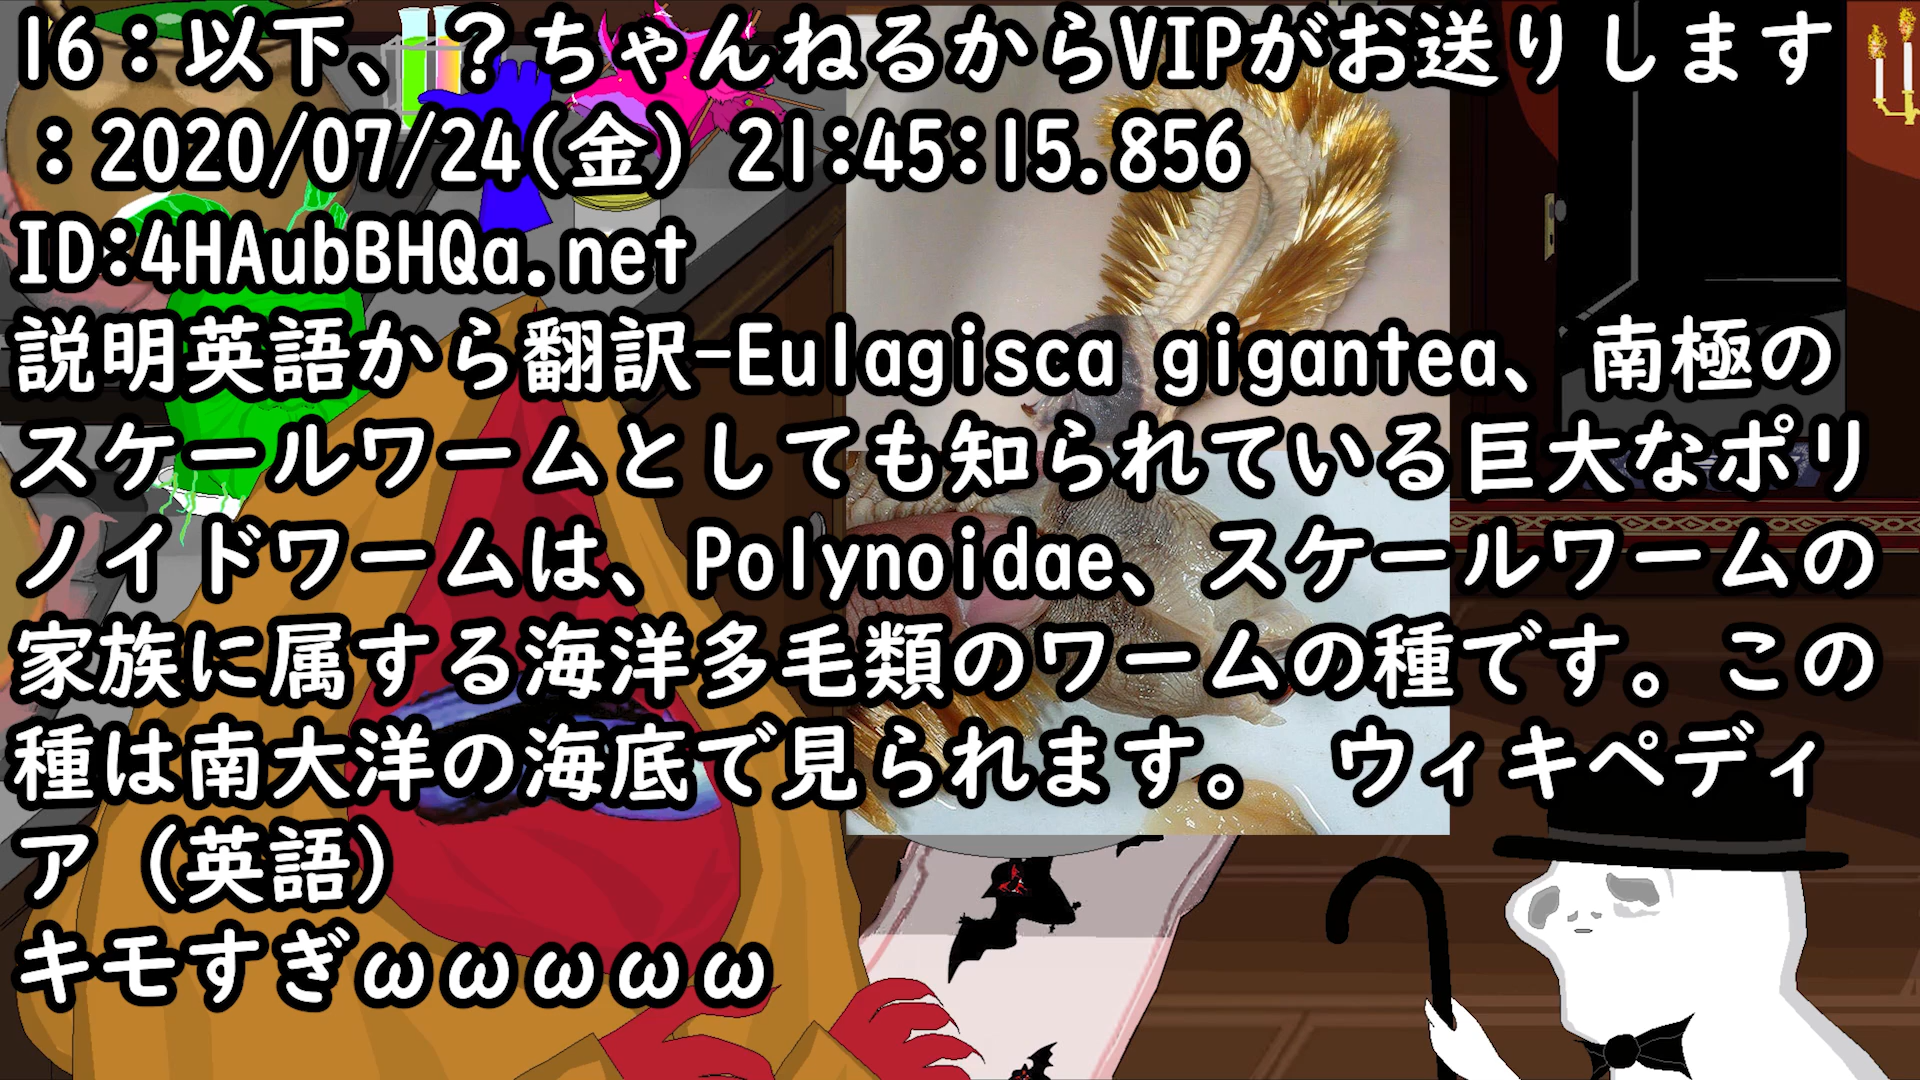 16：以下、？ちゃんねるからVIPがお送りします
：2020/07/24(金) 21:45:15.856
ID:4HAubBHQa.net
説明英語から翻訳-Eulagisca gigantea、南極の
スケールワームとしても知られている巨大なポリ
ノイドワームは、Polynoidae、スケールワームの
家族に属する海洋多毛類のワームの種です。この
種は南大洋の海底で見られます。 ウィキペディ
ア（英語）
キモすぎωωωωω